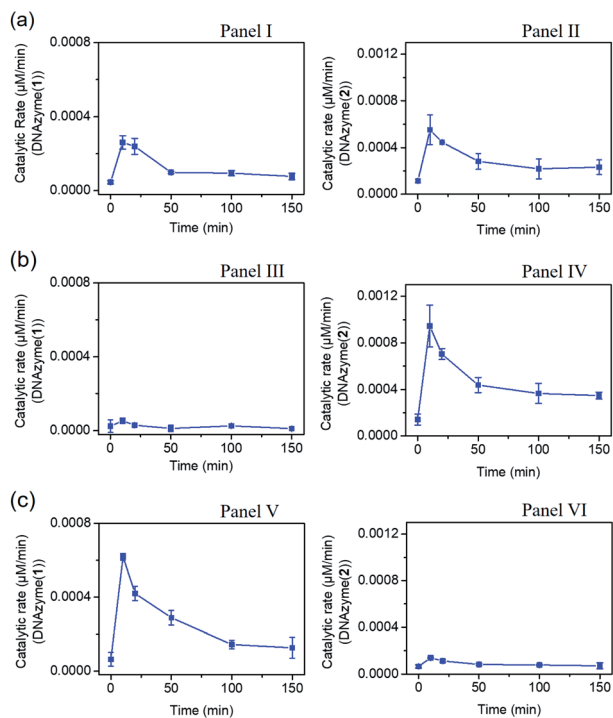 (a)
Panel I
Catalytic Rate (µM/min)
(DNAzyme(1))
0.0008
0.0004
0.0000
0 50 100 150
Time (min)
Panel II
Catalytic rate (µM/min)
(DNAzyme(2))
0.0012
0.0008
0.0004
0.0000
0 50 100 150
Time (min)
(b)
Panel III
Catalytic rate (µM/min)
(DNAzyme(1))
0.0008
0.0004
0.0000
0 50 100 150
Time (min)
Panel IV
Catalytic rate (µM/min)
(DNAzyme(2))
0.0012
0.0008
0.0004
0.0000
0 50 100 150
Time (min)
(c)
Panel V
Catalytic rate (µM/min)
(DNAzyme(1))
0.0008
0.0004
0.0000
0 50 100 150
Time (min)
Panel VI
Catalytic rate (µM/min)
(DNAzyme(2))
0.0012
0.0008
0.0004
0.0000
0 50 100 150
Time (min)